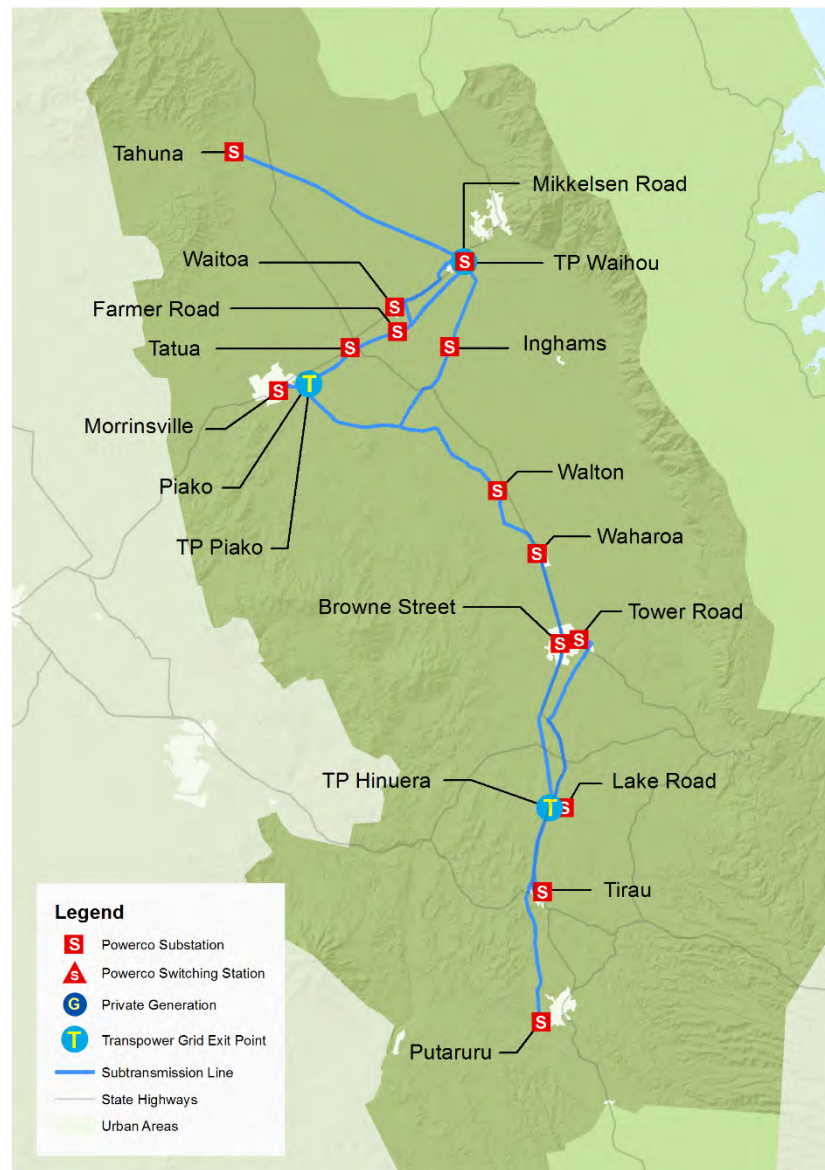 Tahuna
S
Mikkelsen Road
Waitoa
S
TP Waihou
S
Farmer Road
S
Tatua
S
S
Inghams
T
S
Morrinsville
Piako
S
Walton
TP Piako
S
Waharoa
Browne Street
S
S
Tower Road
TP Hinuera
T
S
Lake Road
S
Tirau
S
Putaruru
Legend
S Powerco Substation
S Powerco Switching Station
G Private Generation
T Transpower Grid Exit Point
Subtransmission Line
State Highways
Urban Areas